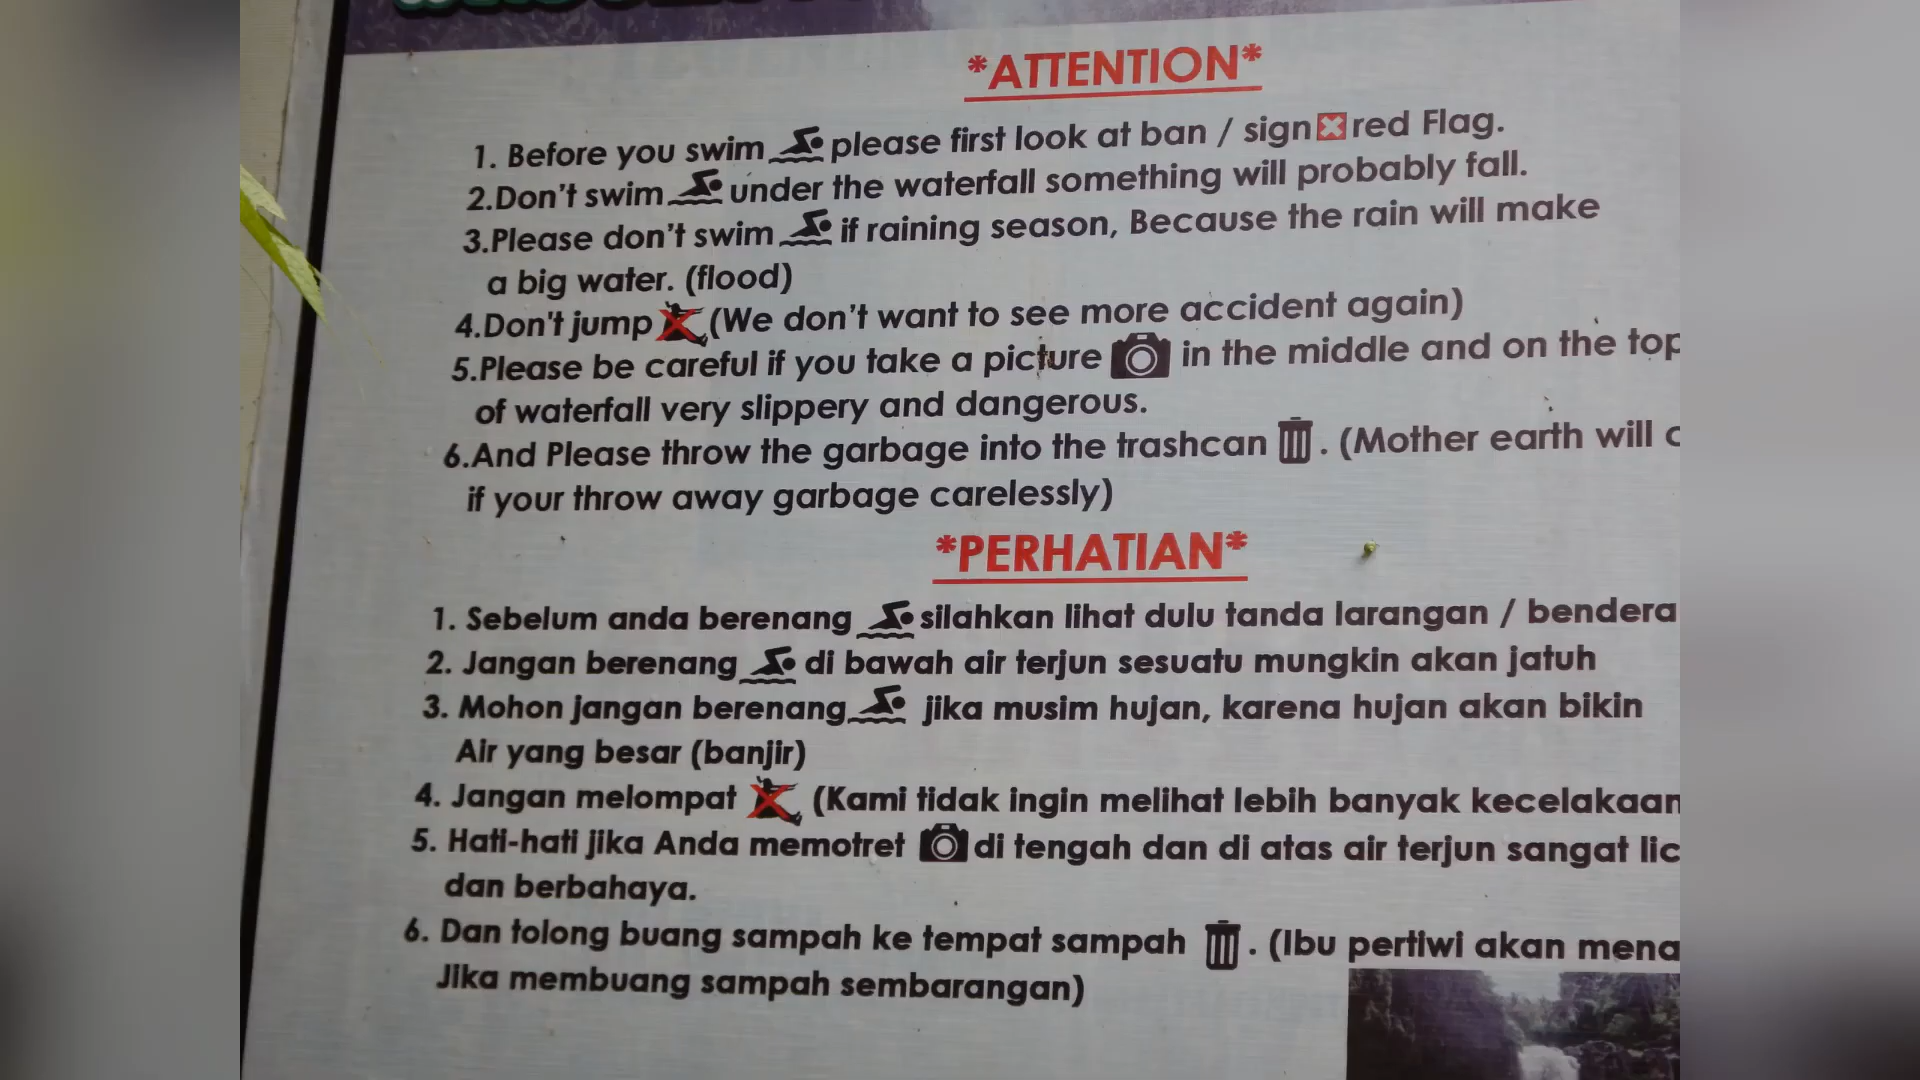 *ATTENTION*
1. Before you swim please first look at ban / sign red Flag.
2.Don't swim under the waterfall something will probably fall.
3.Please don't swim if raining season, Because the rain will make
a big water. (flood)
4.Don't jump (We don't want to see more accident again)
5.Please be careful if you take a picture in the middle and on the top
of waterfall very slippery and dangerous.
6.And Please throw the garbage into the trashcan . (Mother earth will
if your throw away garbage carelessly)
*PERHATIAN*
1. Sebelum anda berenang silahkan lihat dulu tanda larangan / bendera
2. Jangan berenang di bawah air terjun sesuatu mungkin akan jatuh
3. Mohon jangan berenang jika musim hujan, karena hujan akan bikin
Air yang besar (banjir)
4. Jangan melompat (Kami tidak ingin melihat lebih banyak kecelakaan
5. Hati-hati jika Anda memotret di tengah dan di atas air terjun sangat
dan berbahaya.
6. Dan tolong buang sampah ke tempat sampah . (Ibu pertiwi akan
Jika membuang sampah sembarangan)